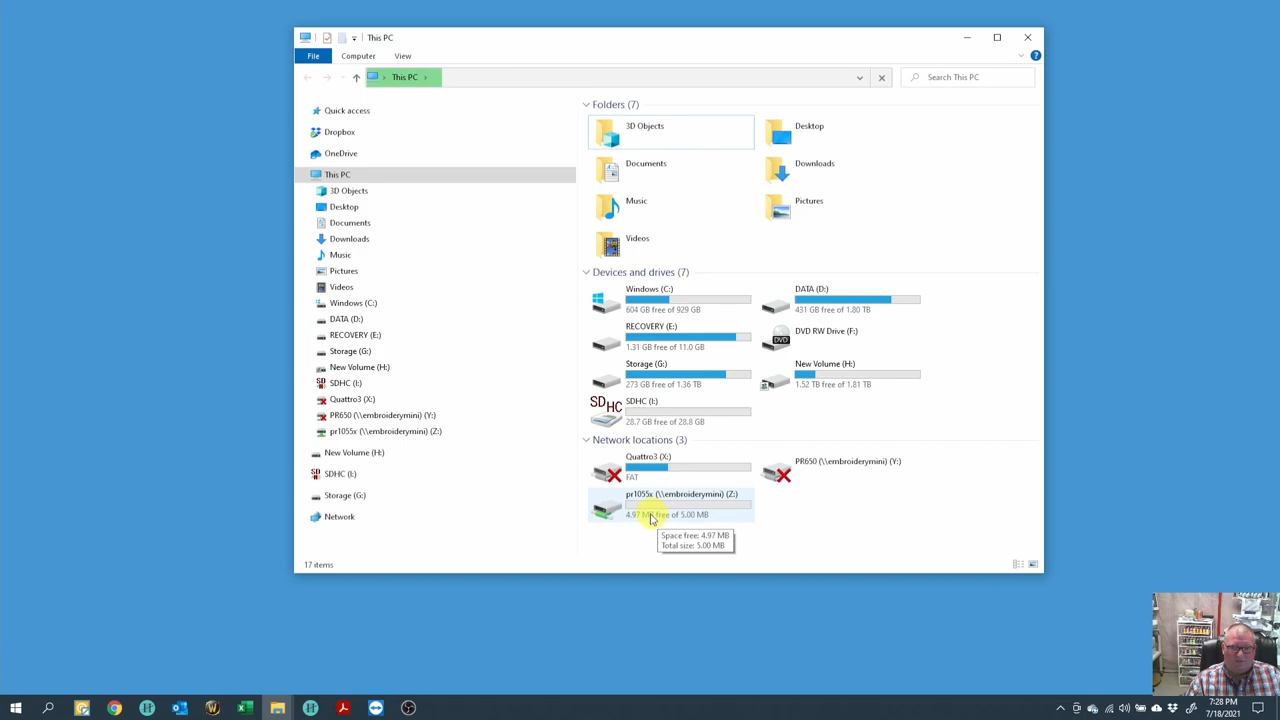 This PC
File
Computer
View
This PC
Search This PC
Quick access
Dropbox
OneDrive
This PC
3D Objects
Desktop
Documents
Downloads
Music
Pictures
Videos
Windows (C:)
DATA (D:)
RECOVERY (E:)
Storage (G:)
New Volume (H:)
SDHC (I:)
Quattro3 (X:)
PR650 (\\embroiderymini) (Y:)
pr1055x (\\embroiderymini) (Z:)
New Volume (H:)
SDHC (I:)
Storage (G:)
Network
17 items
Folders (7)
3D Objects
Desktop
Documents
Downloads
Music
Pictures
Videos
Devices and drives (7)
Windows (C:)
604 GB free of 929 GB
DATA (D:)
431 GB free of 1.80 TB
RECOVERY (E:)
1.31 GB free of 11.0 GB
DVD
DVD RW Drive (F:)
Storage (G:)
273 GB free of 1.36 TB
New Volume (H:)
1.52 TB free of 1.81 TB
SDHC
SDHC (I:)
28.7 GB free of 28.8 GB
Network locations (3)
Quattro3 (X:)
FAT
PR650 (\\embroiderymini) (Y:)
pr1055x (\\embroiderymini) (Z:)
4.97 MB free of 5.00 MB
Space free: 4.97 MB
Total size: 5.00 MB
7:28 PM
7/18/2021